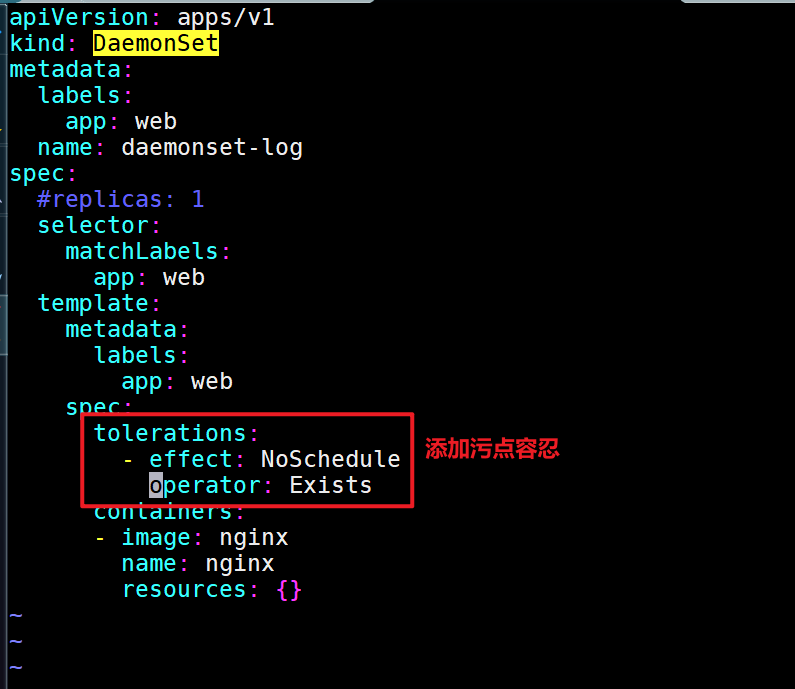 apiVersion: apps/v1
kind: DaemonSet
metadata:
  labels:
    app: web
  name: daemonset-log
spec:
  #replicas: 1
  selector:
    matchLabels:
      app: web
  template:
    metadata:
      labels:
        app: web
    spec:
      tolerations:
        - effect: NoSchedule
          operator: Exists
      containers:
      - image: nginx
        name: nginx
        resources: {}
~
~
~
添加污点容忍